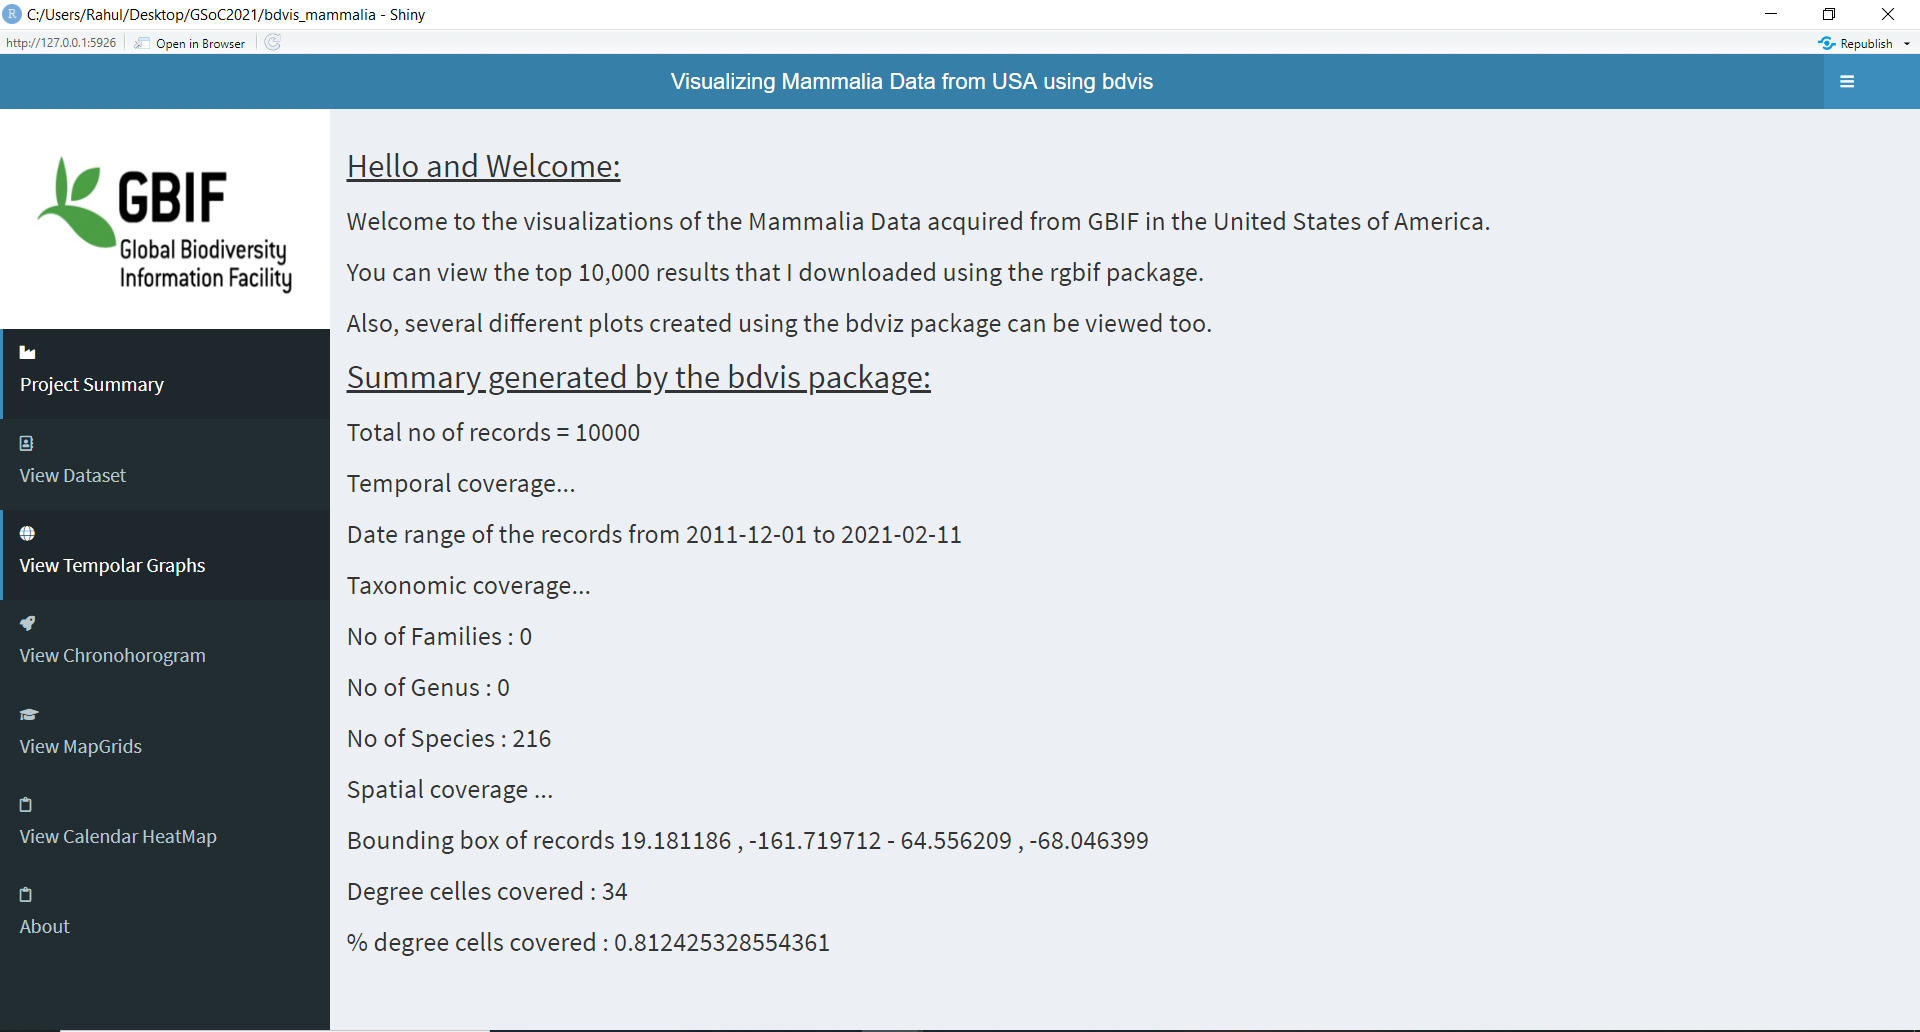 C:/Users/Rahul/Desktop/GSoC2021/bdvis_mammalia - Shiny
http://127.0.0.1:5926 Open in Browser Republish
Visualizing Mammalia Data from USA using bdvis
GBIF
Global Biodiversity
Information Facility
Project Summary
View Dataset
View Tempolar Graphs
View Chronohorogram
View MapGrids
View Calendar HeatMap
About
Hello and Welcome:
Welcome to the visualizations of the Mammalia Data acquired from GBIF in the United States of America.
You can view the top 10,000 results that I downloaded using the rgbif package.
Also, several different plots created using the bdviz package can be viewed too.
Summary generated by the bdvis package:
Total no of records = 10000
Temporal coverage...
Date range of the records from 2011-12-01 to 2021-02-11
Taxonomic coverage...
No of Families : 0
No of Genus : 0
No of Species : 216
Spatial coverage ...
Bounding box of records 19.181186 , -161.719712 - 64.556209 , -68.046399
Degree celles covered : 34
% degree cells covered : 0.812425328554361